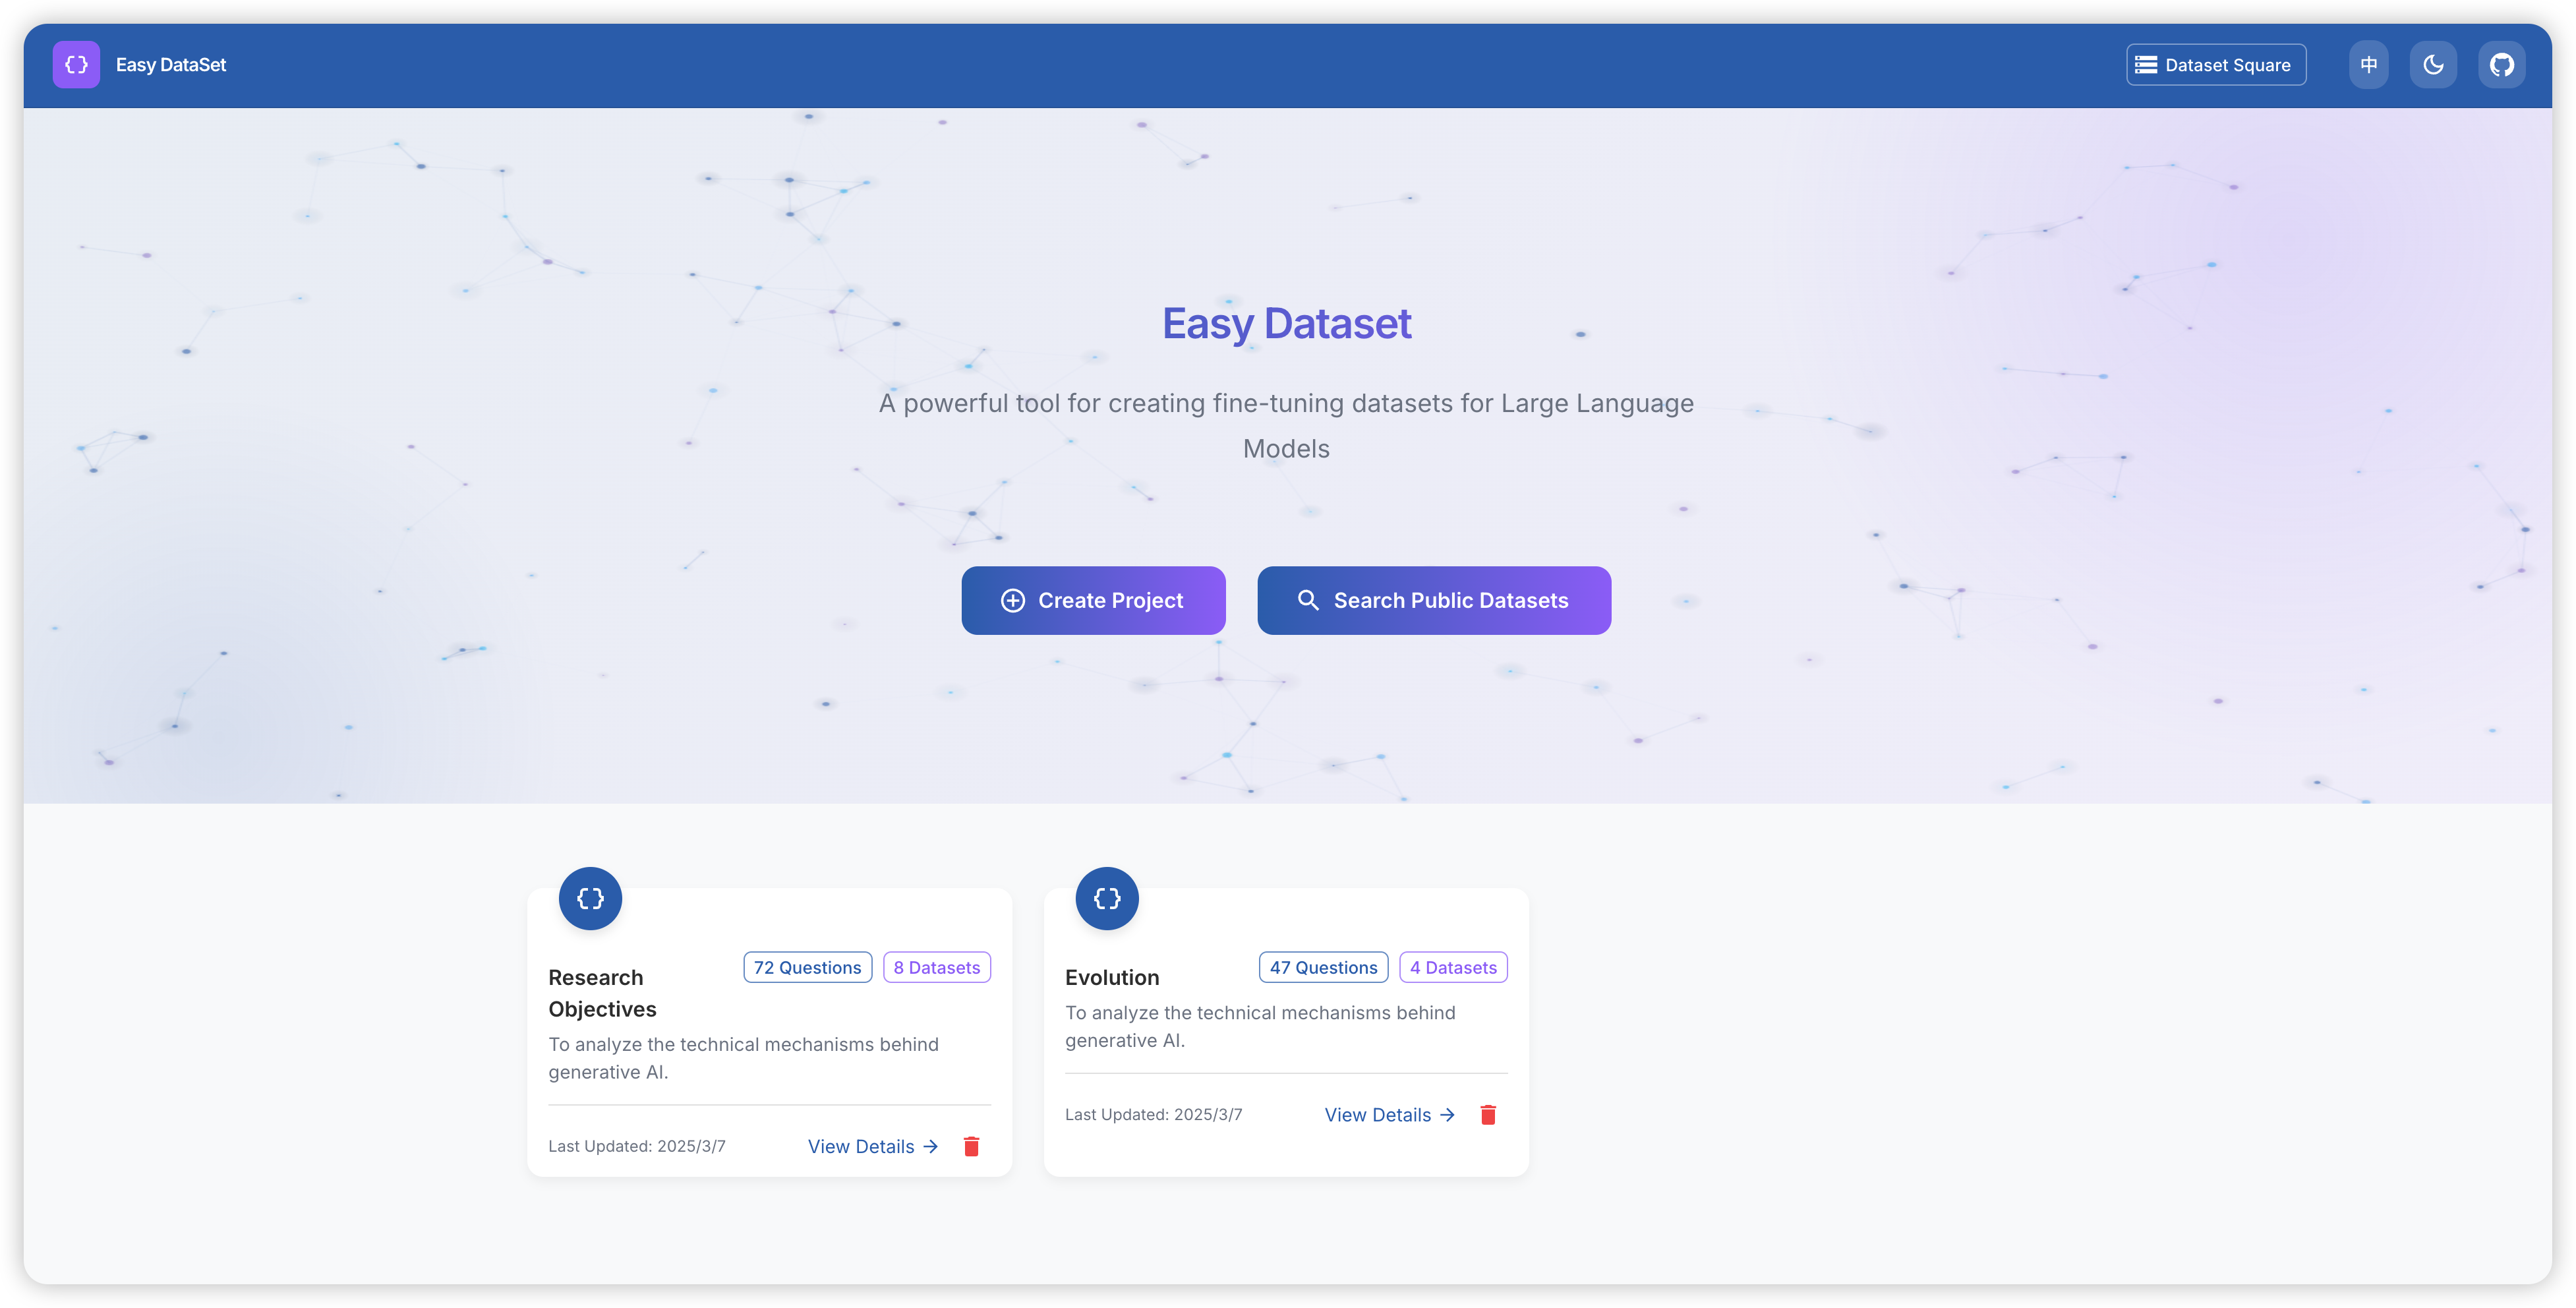 Easy DataSet
Dataset Square
中
Easy Dataset
A powerful tool for creating fine-tuning datasets for Large Language
Models
Create Project
Search Public Datasets
Research
Objectives
72 Questions
8 Datasets
To analyze the technical mechanisms behind
generative AI.
Last Updated: 2025/3/7
View Details
Evolution
47 Questions
4 Datasets
To analyze the technical mechanisms behind
generative AI.
Last Updated: 2025/3/7
View Details